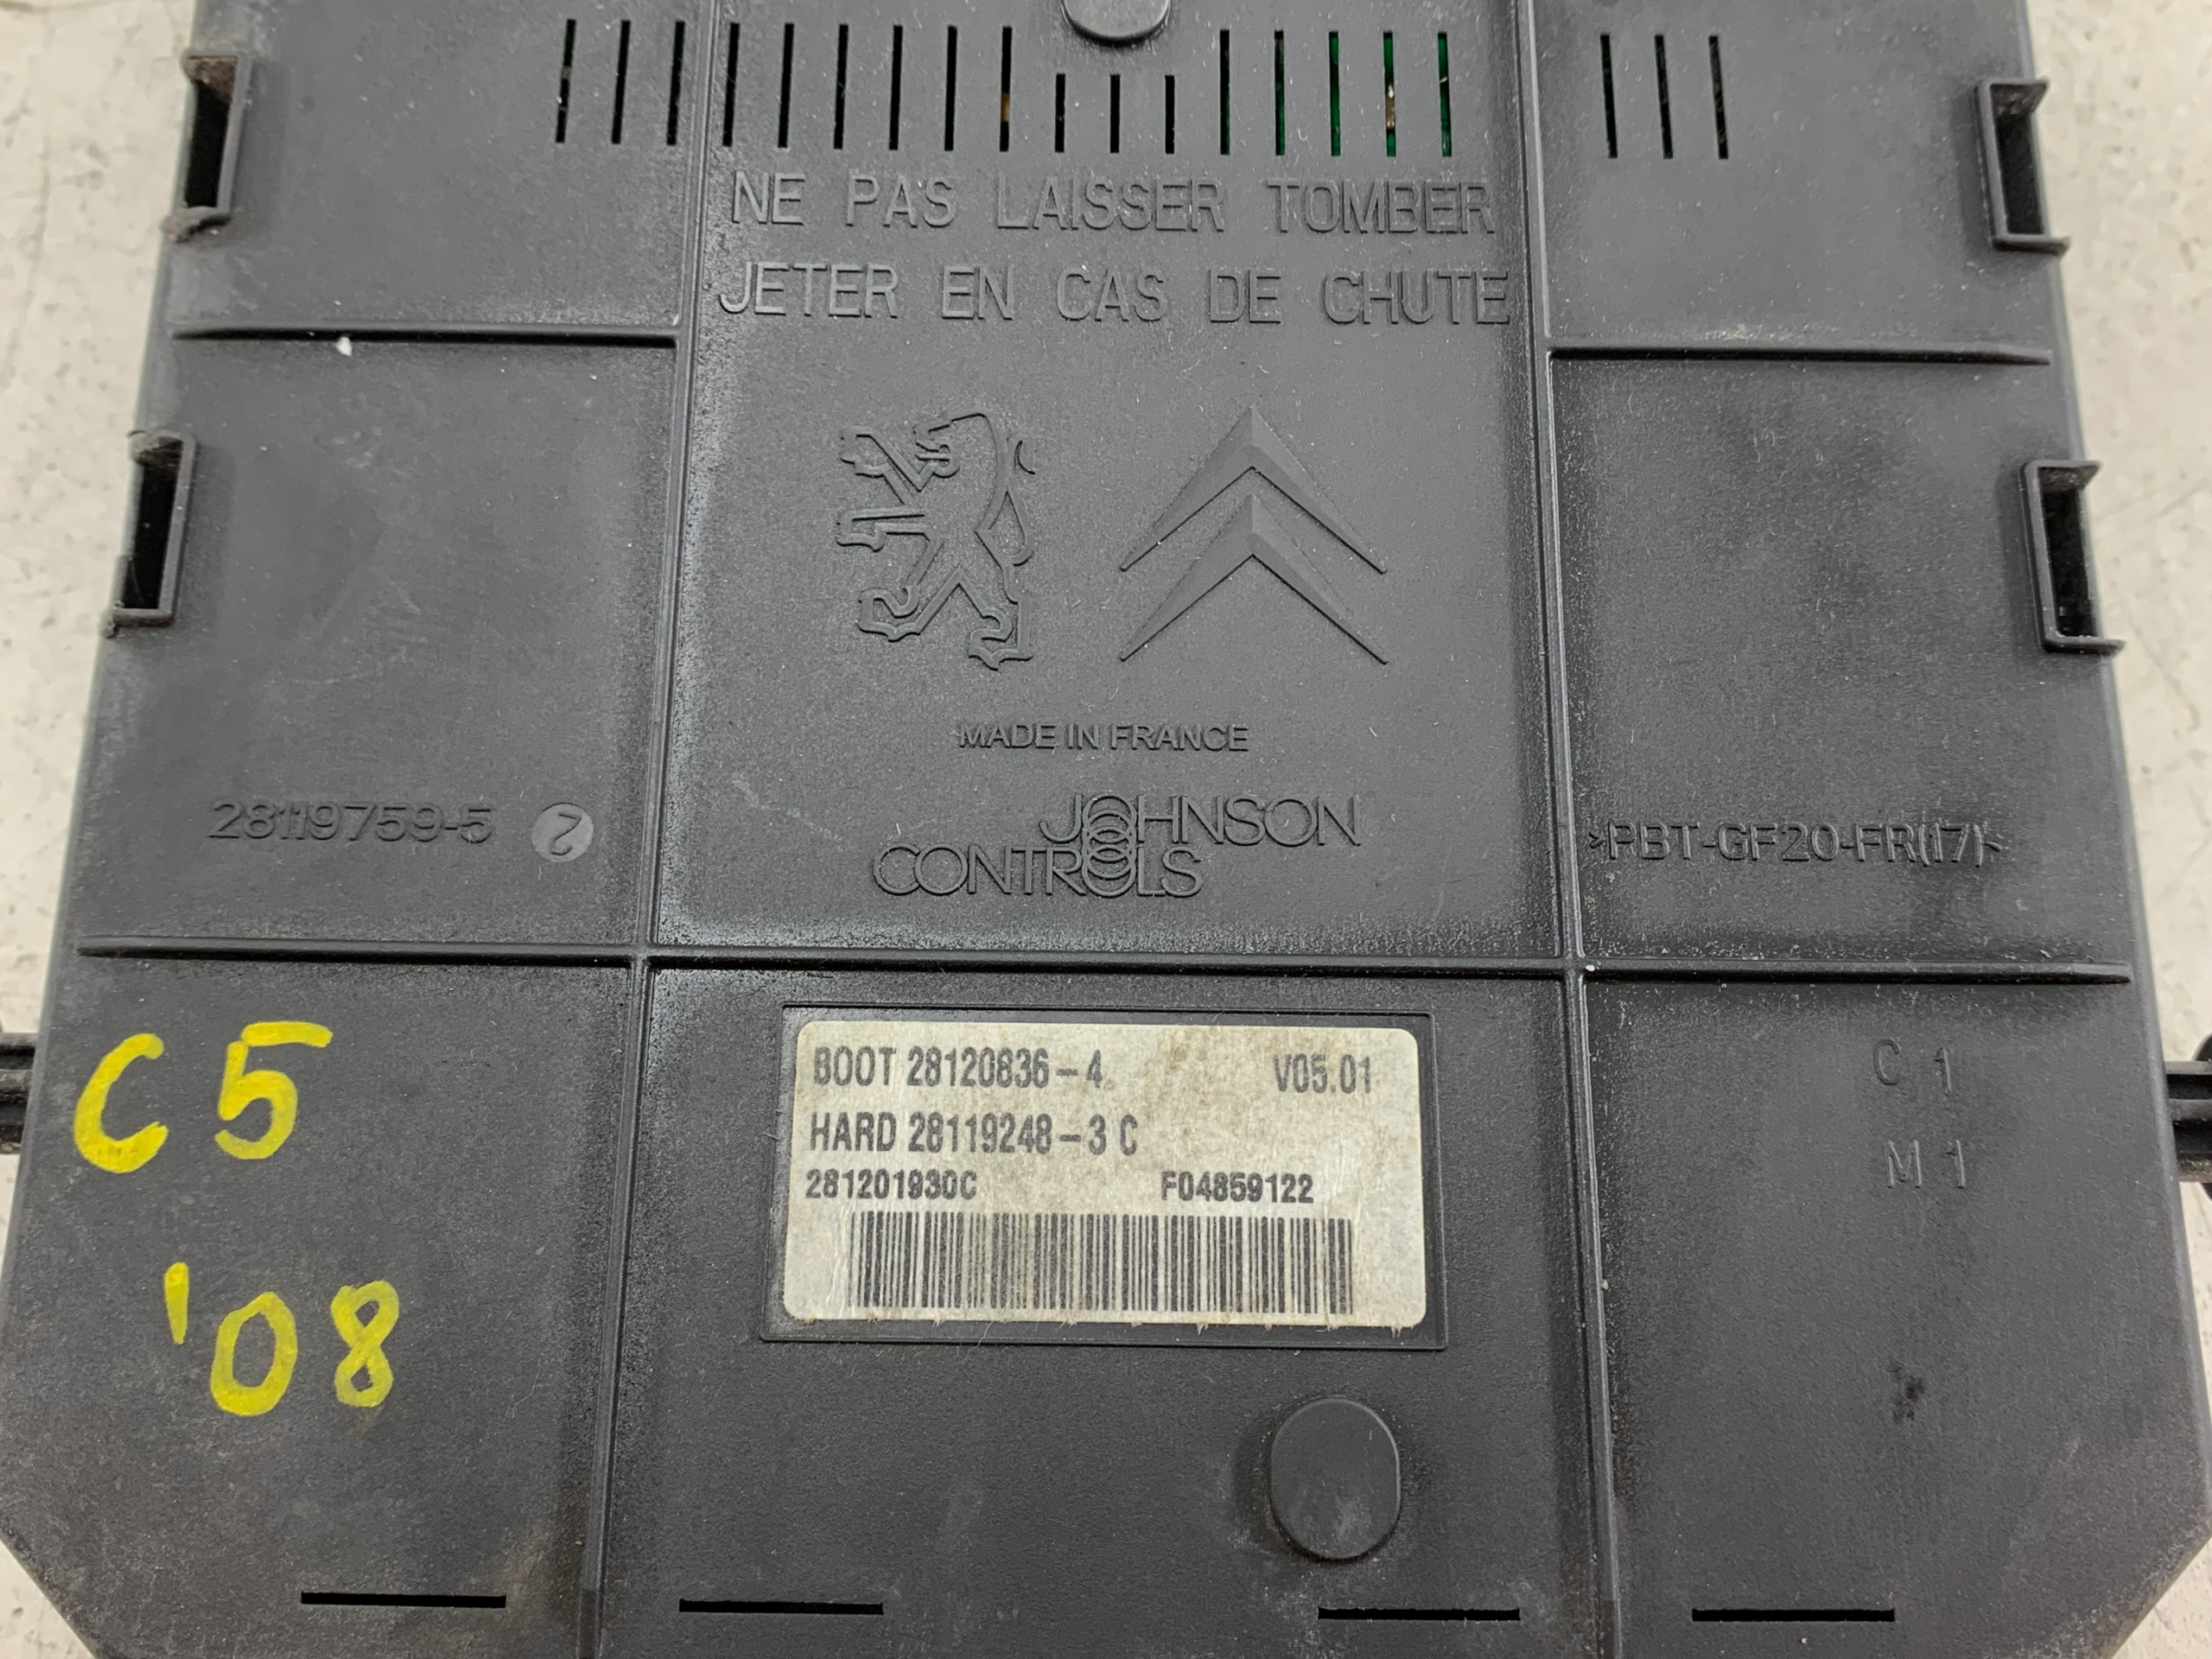 NE PAS LAISSER TOMBER
JETER EN CAS DE CHUTE
MADE IN FRANCE
28119759-5 2
JOHNSON
CONTROLS
>PBT-GF20-FR(17)<
C5
'08
BOOT 28120836-4 V05.01
HARD 28119248-3 C
281201930C F04859122
C 1
M 1